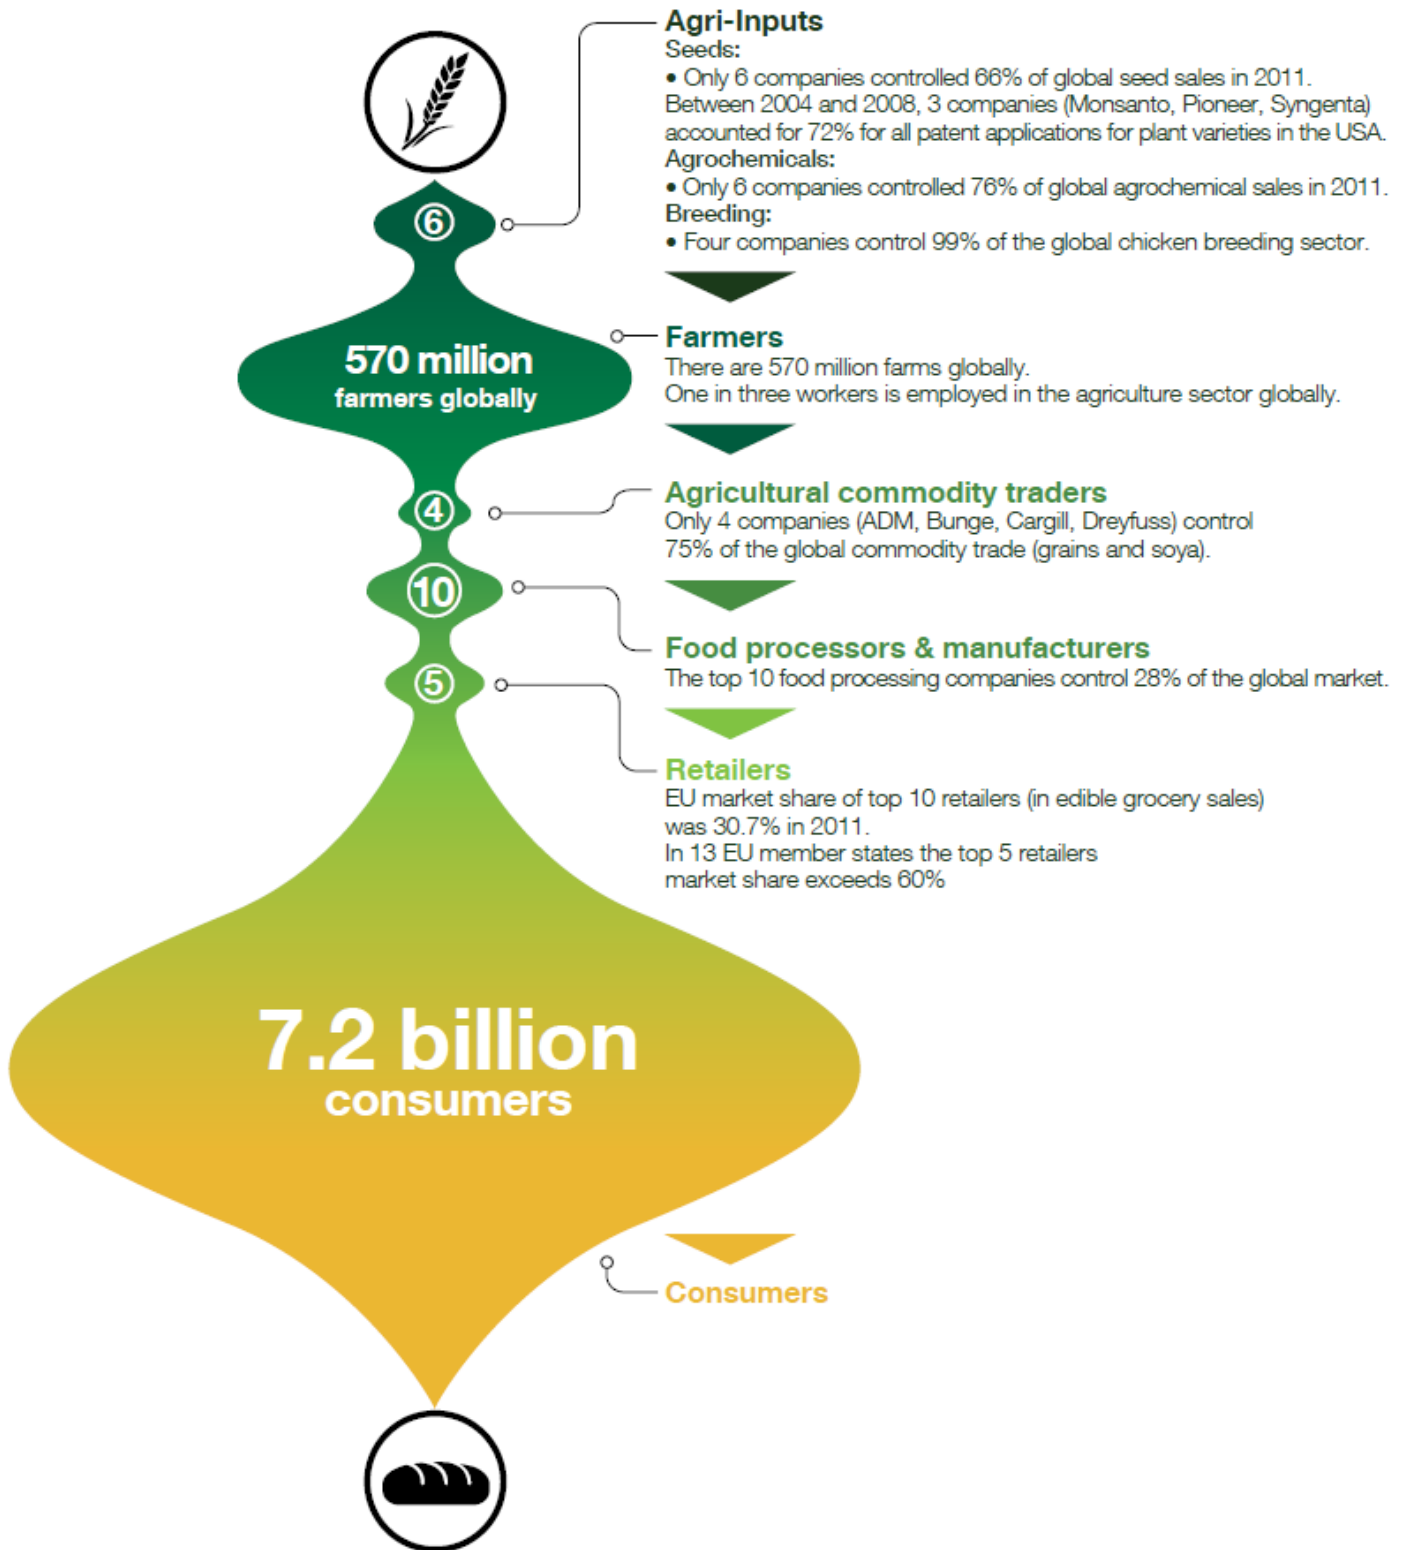 Agri-Inputs
Seeds:
• Only 6 companies controlled 66% of global seed sales in 2011.
Between 2004 and 2008, 3 companies (Monsanto, Pioneer, Syngenta)
accounted for 72% for all patent applications for plant varieties in the USA.
Agrochemicals:
• Only 6 companies controlled 76% of global agrochemical sales in 2011.
Breeding:
• Four companies control 99% of the global chicken breeding sector.
6
Farmers
There are 570 million farms globally.
One in three workers is employed in the agriculture sector globally.
570 million
farmers globally
Agricultural commodity traders
Only 4 companies (ADM, Bunge, Cargill, Dreyfuss) control
75% of the global commodity trade (grains and soya).
4
10
Food processors & manufacturers
The top 10 food processing companies control 28% of the global market.
5
Retailers
EU market share of top 10 retailers (in edible grocery sales)
was 30.7% in 2011.
In 13 EU member states the top 5 retailers
market share exceeds 60%
7.2 billion
consumers
Consumers